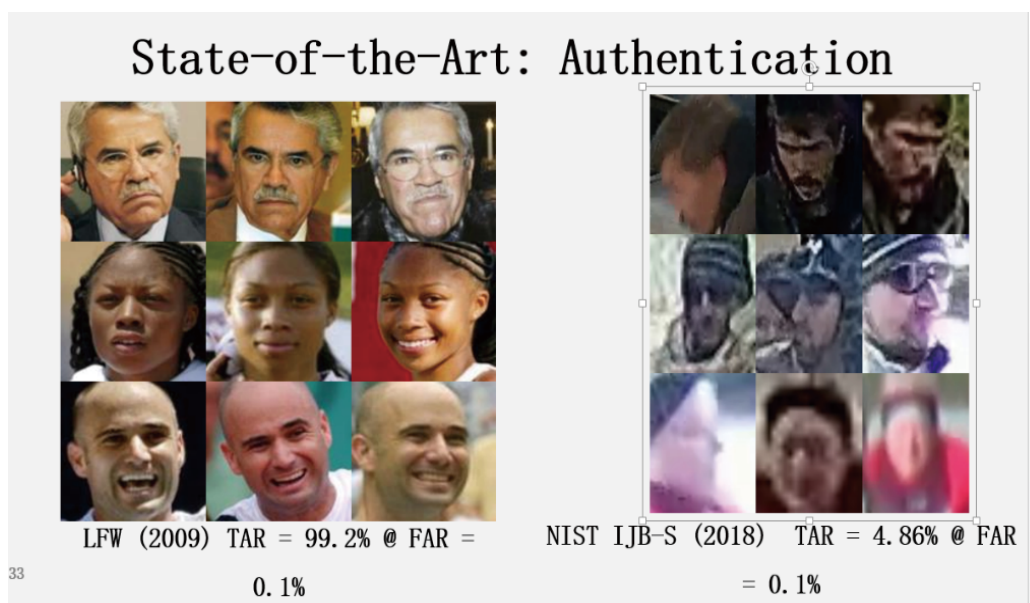 State-of-the-Art: Authentication
LFW (2009) TAR = 99.2% @ FAR =
0.1%
NIST IJB-S (2018) TAR = 4.86% @ FAR
= 0.1%
33